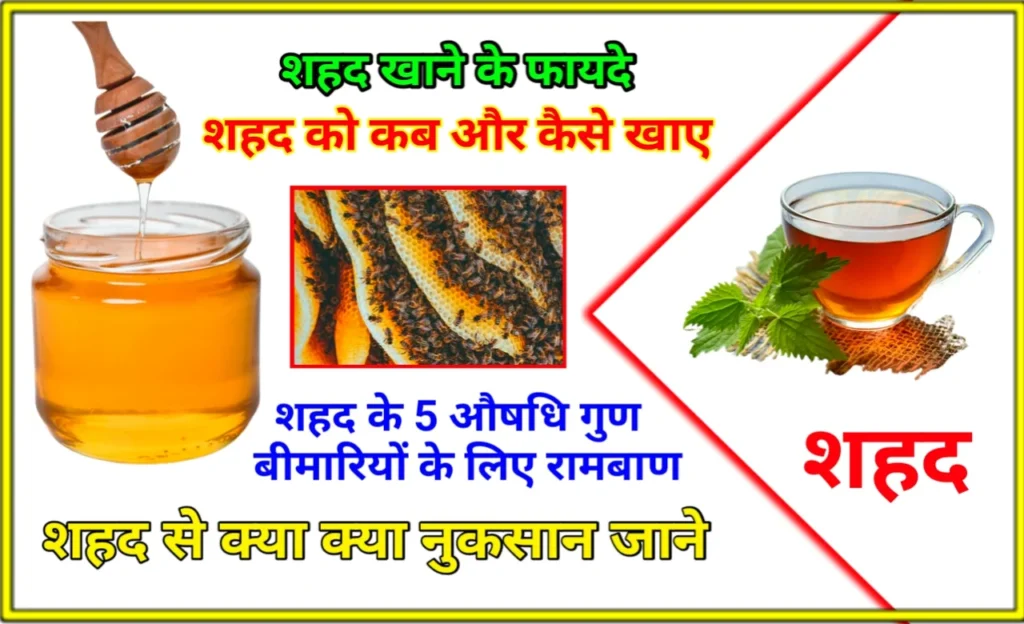 शहद खाने के फायदे
शहद को कब और कैसे खाए
शहद के 5 औषधि गुण
बीमारियों के लिए रामबाण
शहद से क्या क्या नुकसान जाने
शहद